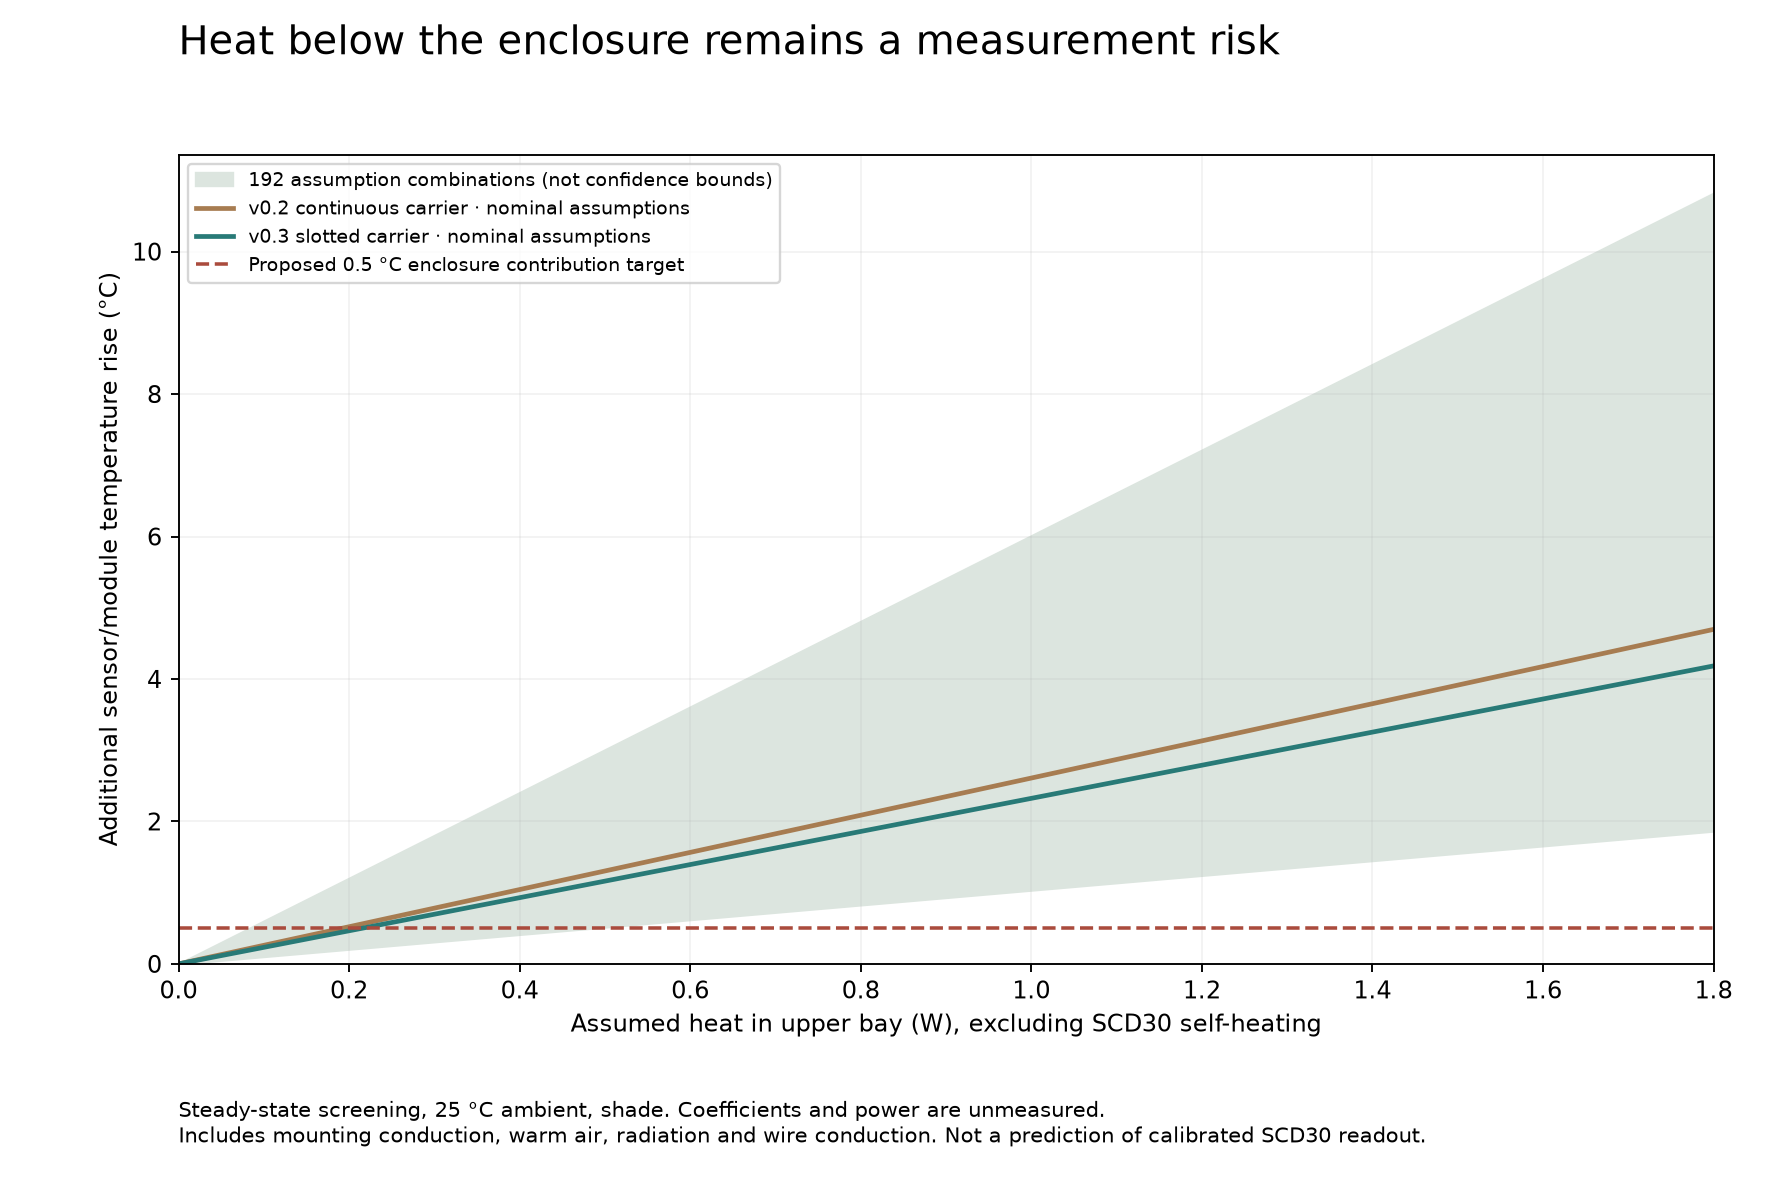 Heat below the enclosure remains a measurement risk
192 assumption combinations (not confidence bounds)
v0.2 continuous carrier · nominal assumptions
v0.3 slotted carrier · nominal assumptions
Proposed 0.5 °C enclosure contribution target
Additional sensor/module temperature rise (°C)
10
8
6
4
2
0
0.0 0.2 0.4 0.6 0.8 1.0 1.2 1.4 1.6 1.8
Assumed heat in upper bay (W), excluding SCD30 self-heating
Steady-state screening, 25 °C ambient, shade. Coefficients and power are unmeasured.
Includes mounting conduction, warm air, radiation and wire conduction. Not a prediction of calibrated SCD30 readout.